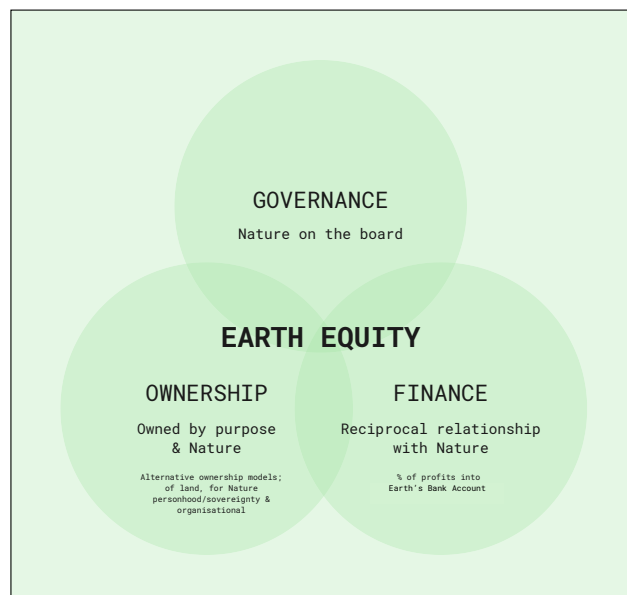 GOVERNANCE
Nature on the board
EARTH EQUITY
OWNERSHIP
Owned by purpose
& Nature
Alternative ownership models;
of land, for Nature
personhood/sovereignty &
organisational
FINANCE
Reciprocal relationship
with Nature
% of profits into
Earth's Bank Account